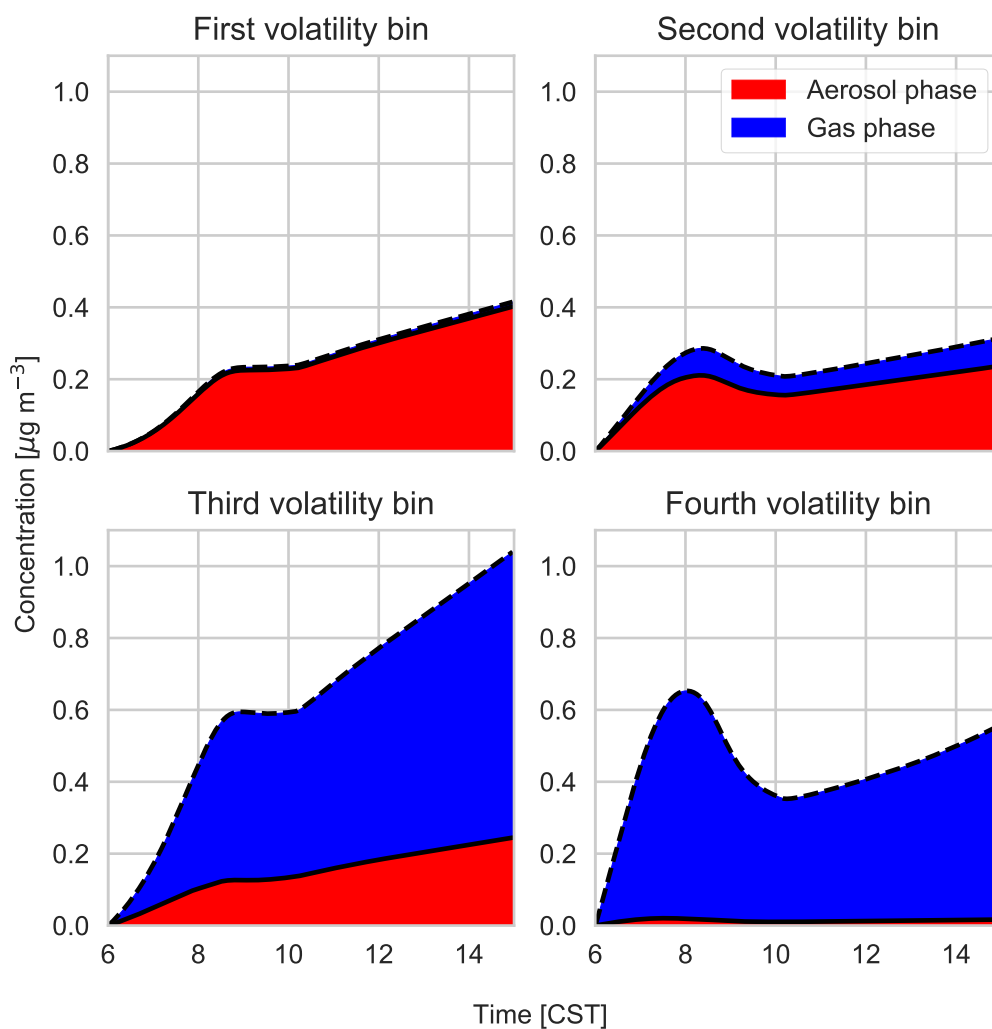 First volatility bin
Second volatility bin
1.0
0.8
0.6
0.4
0.2
0.0
Aerosol phase
Gas phase
1.0
0.8
0.6
0.4
0.2
0.0
Concentration [μg m⁻³]
Third volatility bin
Fourth volatility bin
1.0
0.8
0.6
0.4
0.2
0.0
6 8 10 12 14
1.0
0.8
0.6
0.4
0.2
0.0
6 8 10 12 14
Time [CST]